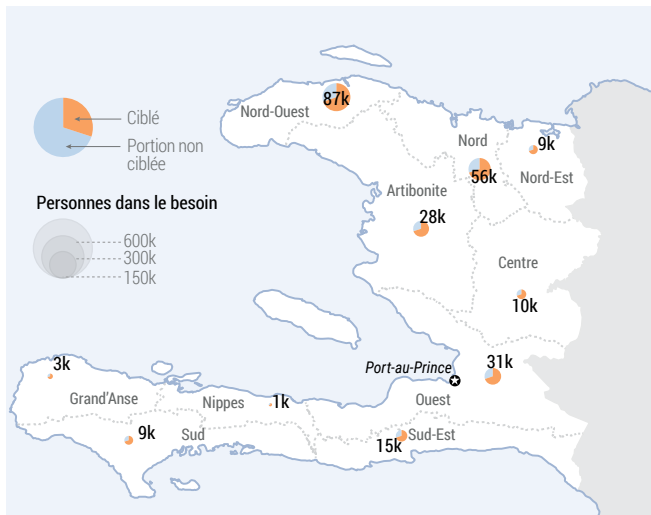 87k
Nord-Ouest
Ciblé
Portion non
ciblée
Nord
9k
56k
Nord-Est
Artibonite
Personnes dans le besoin
28k
600k
300k
150k
Centre
10k
3k
Port-au-Prince
31k
Grand'Anse
Nippes
1k
Ouest
9k
Sud
15k
Sud-Est